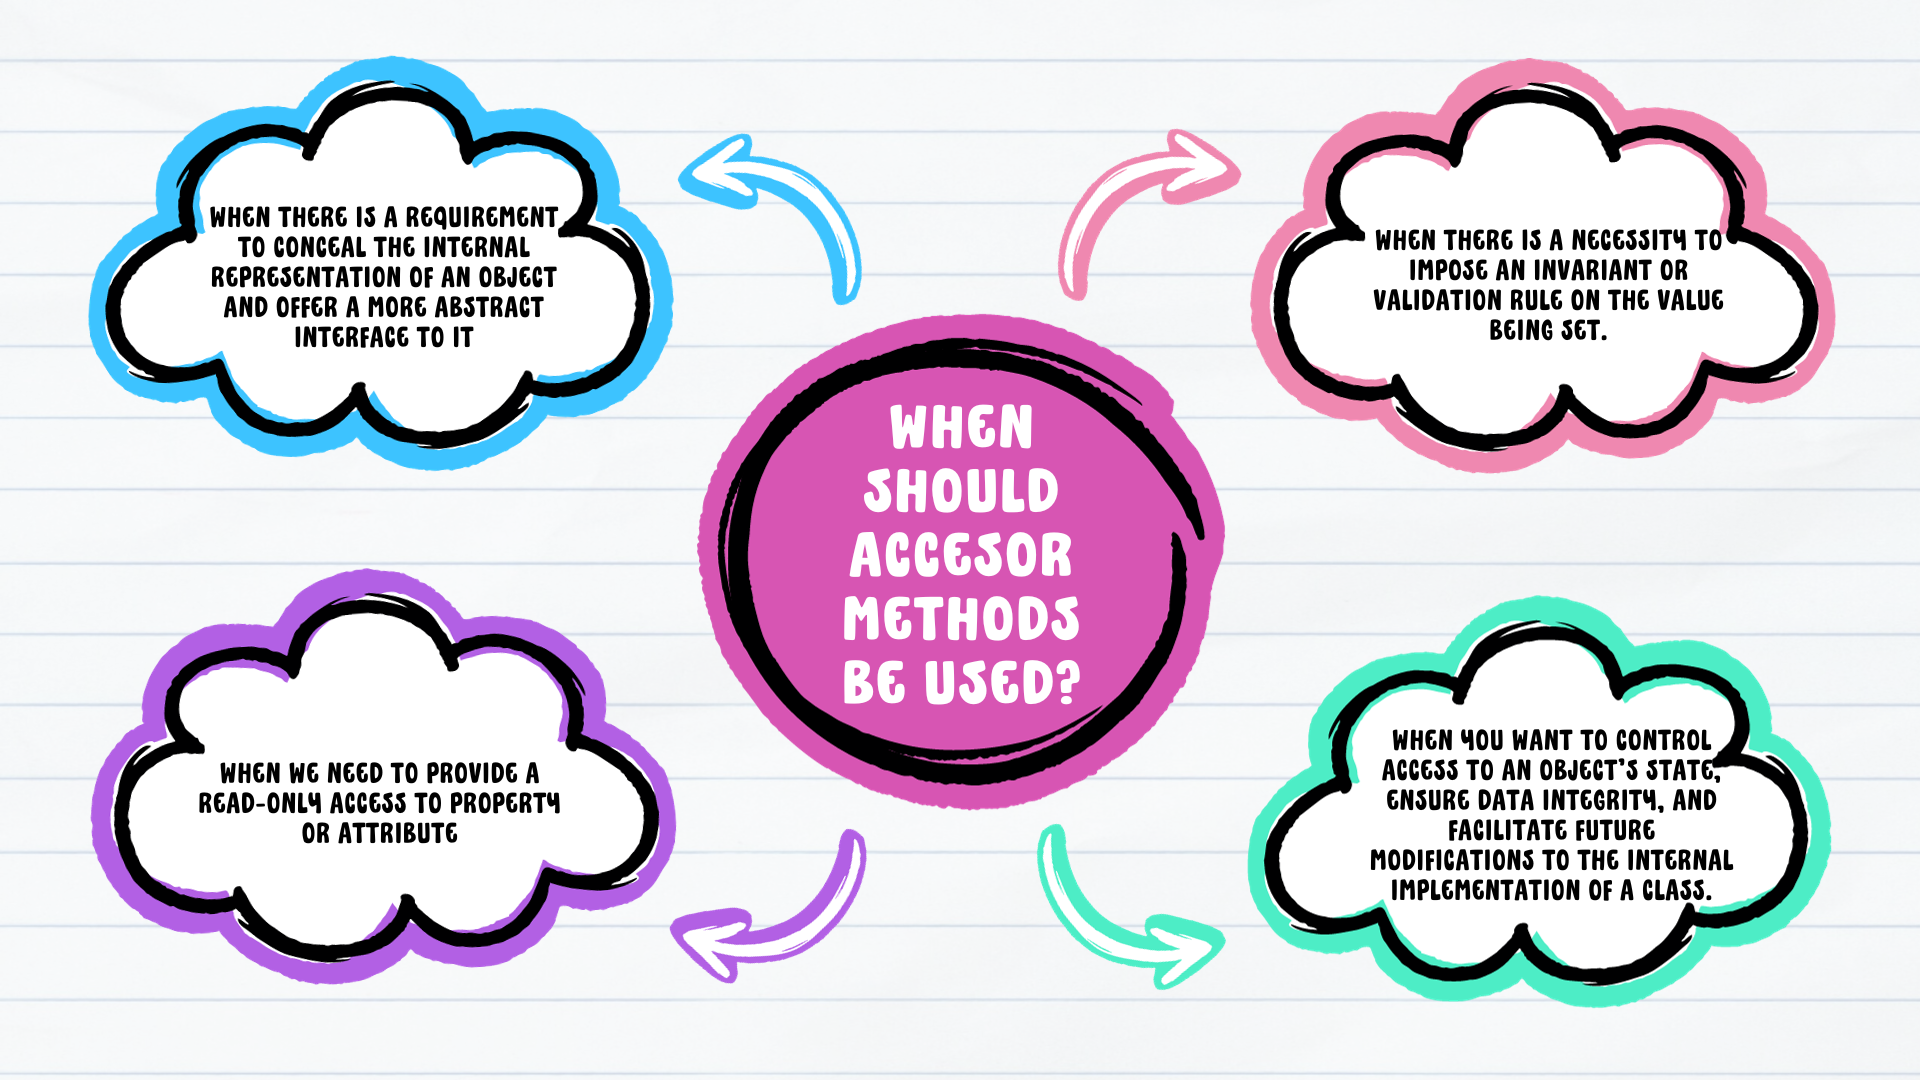 WHEN THERE IS A REQUIREMENT
TO CONCEAL THE INTERNAL
REPRESENTATION OF AN OBJECT
AND OFFER A MORE ABSTRACT
INTERFACE TO IT
WHEN THERE IS A NECESSITY TO
IMPOSE AN INVARIANT OR
VALIDATION RULE ON THE VALUE
BEING SET.
WHEN
SHOULD
ACCESOR
METHODS
BE USED?
WHEN WE NEED TO PROVIDE A
READ-ONLY ACCESS TO PROPERTY
OR ATTRIBUTE
WHEN YOU WANT TO CONTROL
ACCESS TO AN OBJECT'S STATE,
ENSURE DATA INTEGRITY, AND
FACILITATE FUTURE
MODIFICATIONS TO THE INTERNAL
IMPLEMENTATION OF A CLASS.